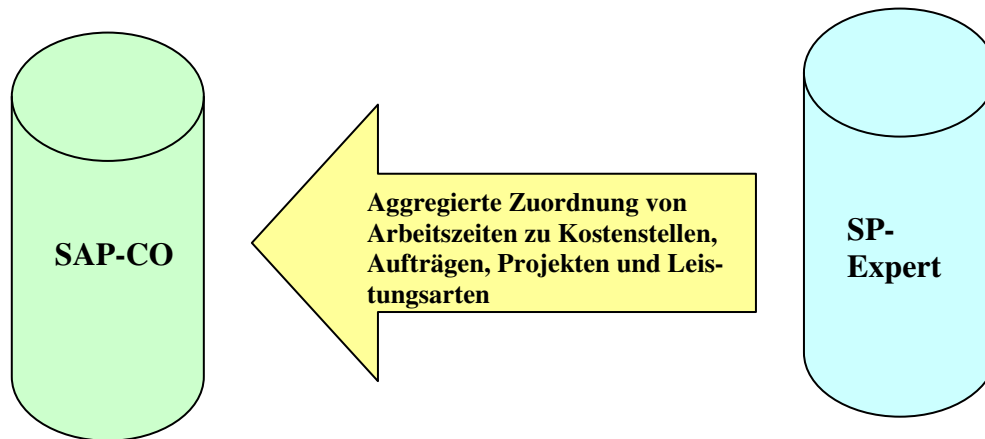 SAP-CO
Aggregierte Zuordnung von
Arbeitszeiten zu Kostenstellen,
Aufträgen, Projekten und Leis-
tungsarten
SP-
Expert